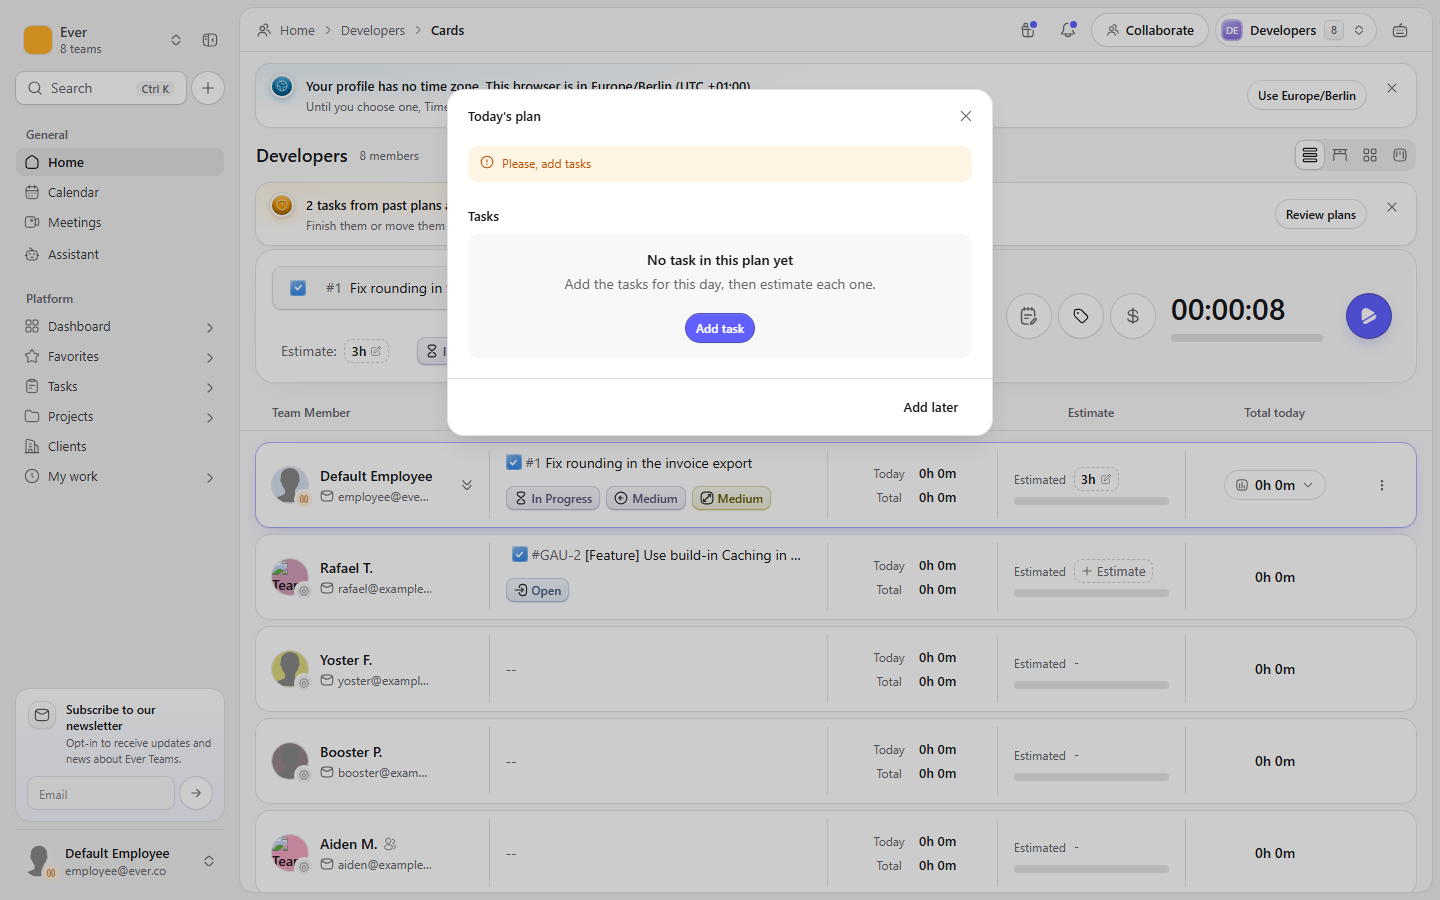 Ever
8 teams
Search
Ctrl K
General
Home
Calendar
Meetings
Assistant
Platform
Dashboard
Favorites
Tasks
Projects
Clients
My work
Subscribe to our
newsletter
Opt-in to receive updates and
news about Ever Teams.
Email
Default Employee
employee@ever.co
Home
Developers
Cards
Collaborate
DE
Developers
8
Your profile has no time zone. This browser is in Europe/Berlin (UTC +01:00)
Until you choose one, Time
Use Europe/Berlin
Developers
8 members
2 tasks from past plans
Finish them or move them
Review plans
#1 Fix rounding in
Estimate:
3h
00:00:08
Today's plan
Please, add tasks
Tasks
No task in this plan yet
Add the tasks for this day, then estimate each one.
Add task
Add later
Team Member
Estimate
Total today
Default Employee
employee@eve...
#1 Fix rounding in the invoice export
In Progress
Medium
Medium
Today 0h 0m
Total 0h 0m
Estimated 3h
0h 0m
Rafael T.
rafael@example...
#GAU-2 [Feature] Use build-in Caching in ...
Open
Today 0h 0m
Total 0h 0m
Estimated + Estimate
0h 0m
Yoster F.
yoster@exampl...
--
Today 0h 0m
Total 0h 0m
Estimated -
0h 0m
Booster P.
booster@exam...
--
Today 0h 0m
Total 0h 0m
Estimated -
0h 0m
Aiden M.
aiden@example...
--
Today 0h 0m
Total 0h 0m
Estimated -
0h 0m